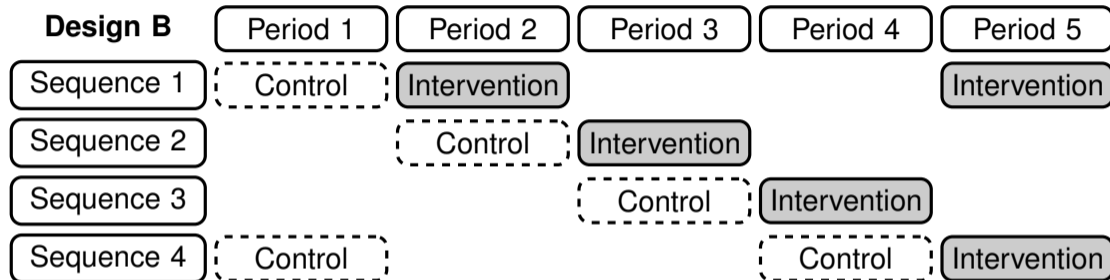 Design B Period 1 Period 2 Period 3 Period 4 Period 5
Sequence 1 Control Intervention Intervention
Sequence 2 Control Intervention
Sequence 3 Control Intervention
Sequence 4 Control Control Intervention